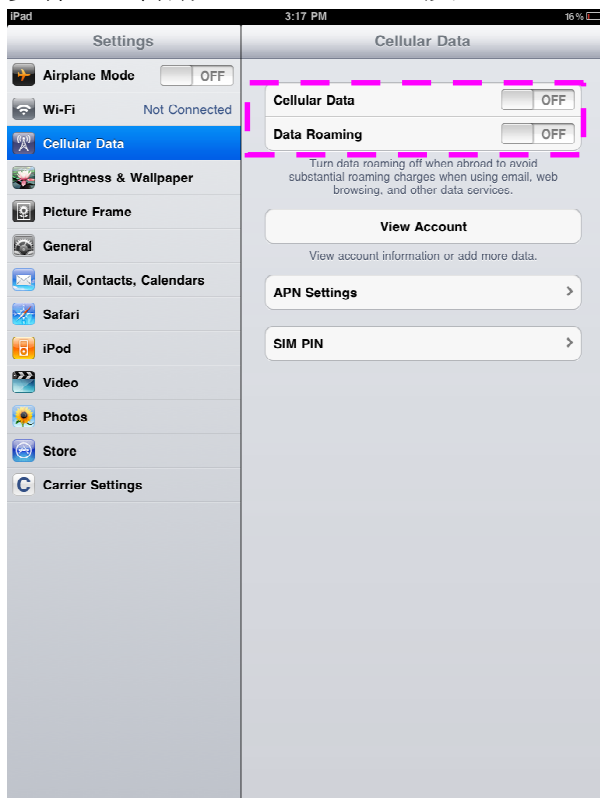 iPad 3:17 PM 16%
Settings
Airplane Mode OFF
Wi-Fi Not Connected
Cellular Data
Brightness & Wallpaper
Picture Frame
General
Mail, Contacts, Calendars
Safari
iPod
Video
Photos
Store
C Carrier Settings
Cellular Data
Cellular Data OFF
Data Roaming OFF
Turn data roaming off when abroad to avoid
substantial roaming charges when using email, web
browsing, and other data services.
View Account
View account information or add more data.
APN Settings
SIM PIN